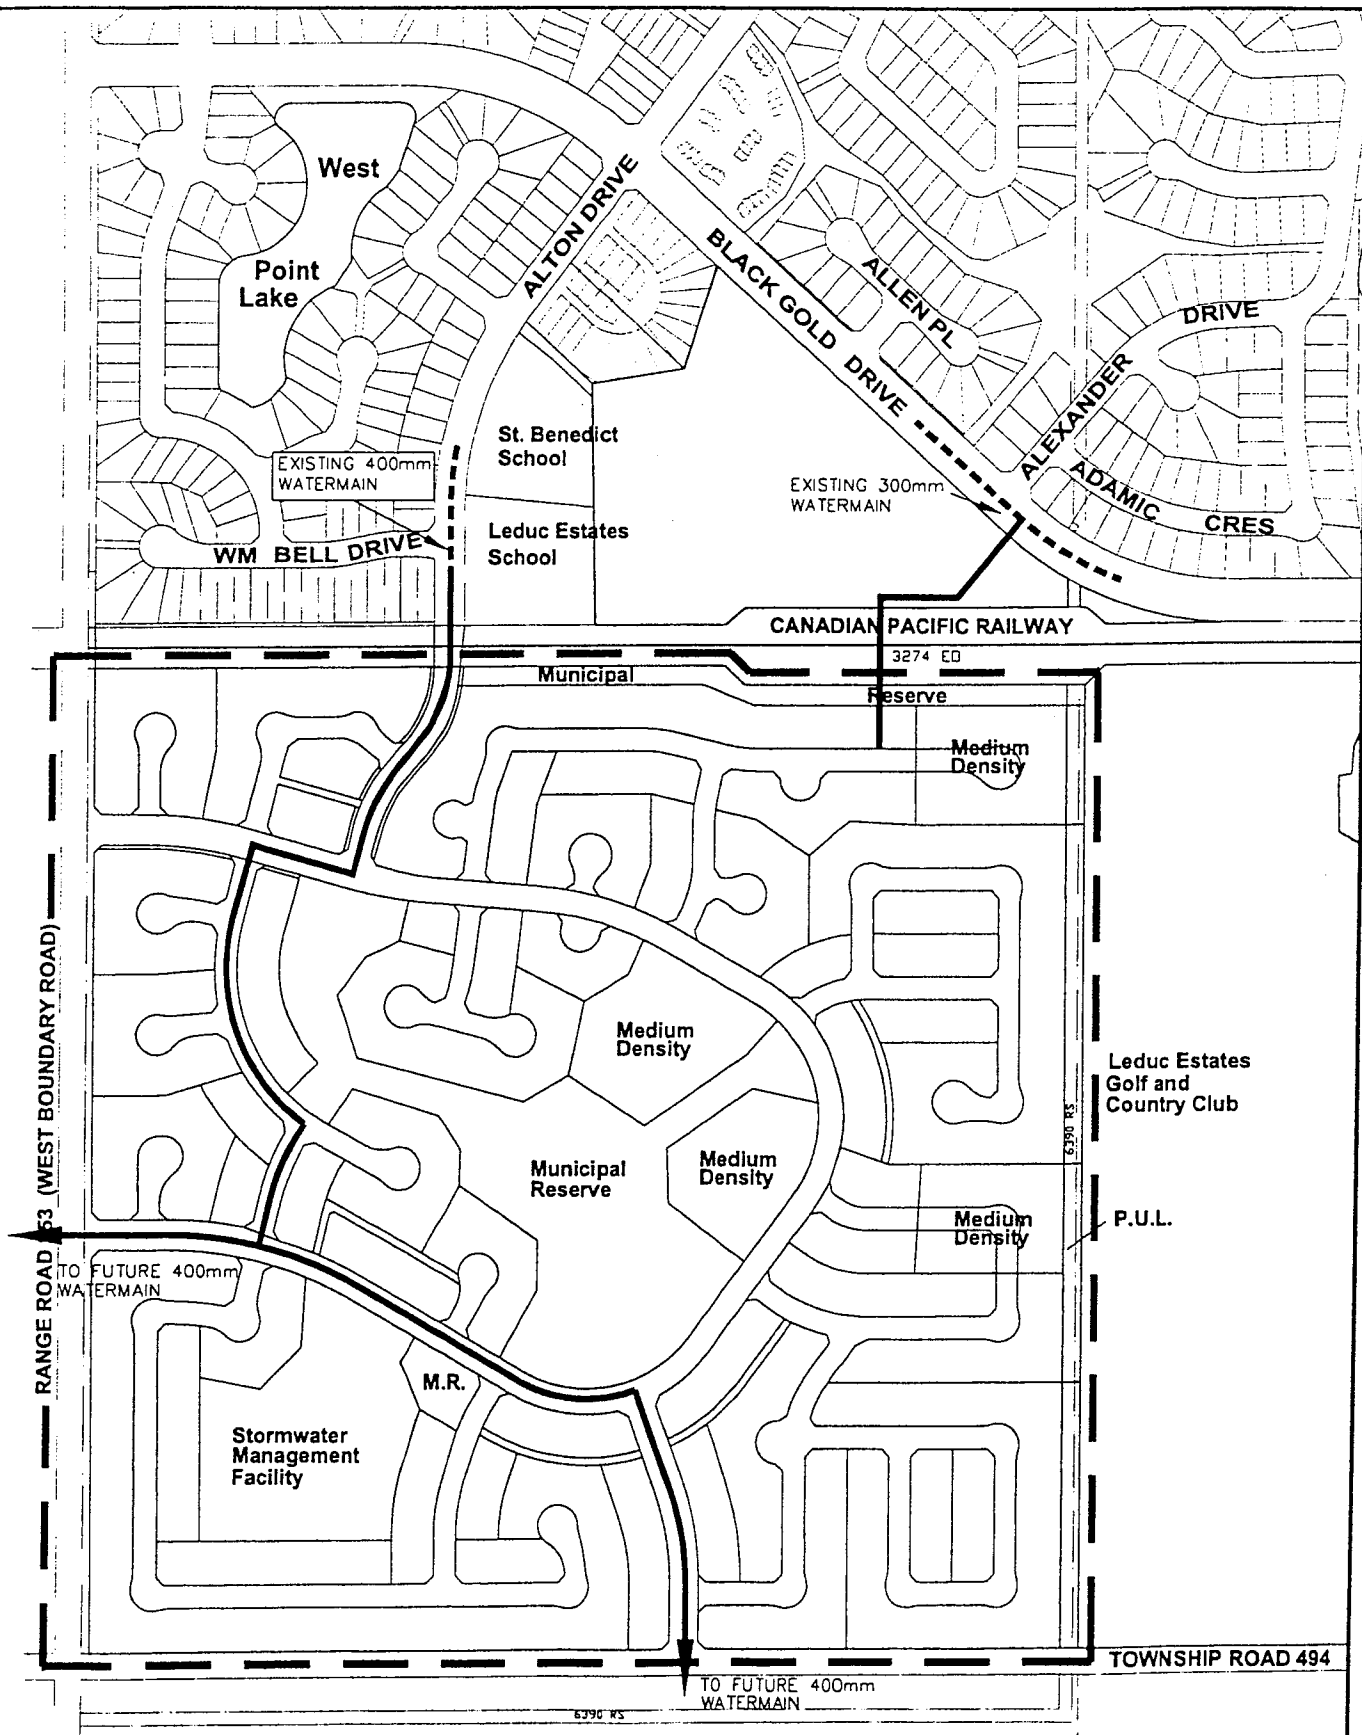 West
Point
Lake
ALTON DRIVE
BLACK GOLD DRIVE
ALLEN PL
ALEXANDER DRIVE
ADAMIC CRES
St. Benedict
School
EXISTING 400mm
WATERMAIN
EXISTING 300mm
WATERMAIN
Leduc Estates
School
WM BELL DRIVE
CANADIAN PACIFIC RAILWAY
3274 ED
Municipal
Reserve
Medium
Density
RANGE ROAD 253 (WEST BOUNDARY ROAD)
Medium
Density
Leduc Estates
Golf and
Country Club
6390 RS
Municipal
Reserve
Medium
Density
Medium
Density
P.U.L.
TO FUTURE 400mm
WATERMAIN
M.R.
Stormwater
Management
Facility
TOWNSHIP ROAD 494
TO FUTURE 400mm
WATERMAIN
6390 RS